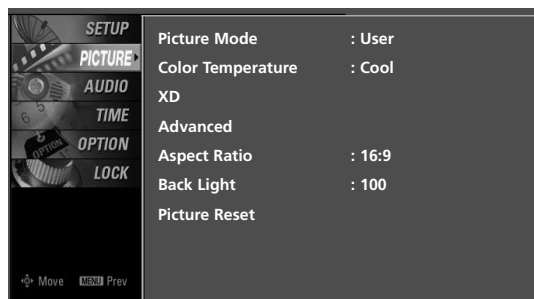 SETUP
PICTURE
AUDIO
TIME
OPTION
LOCK
Move MENU Prev
Picture Mode : User
Color Temperature : Cool
XD
Advanced
Aspect Ratio : 16:9
Back Light : 100
Picture Reset